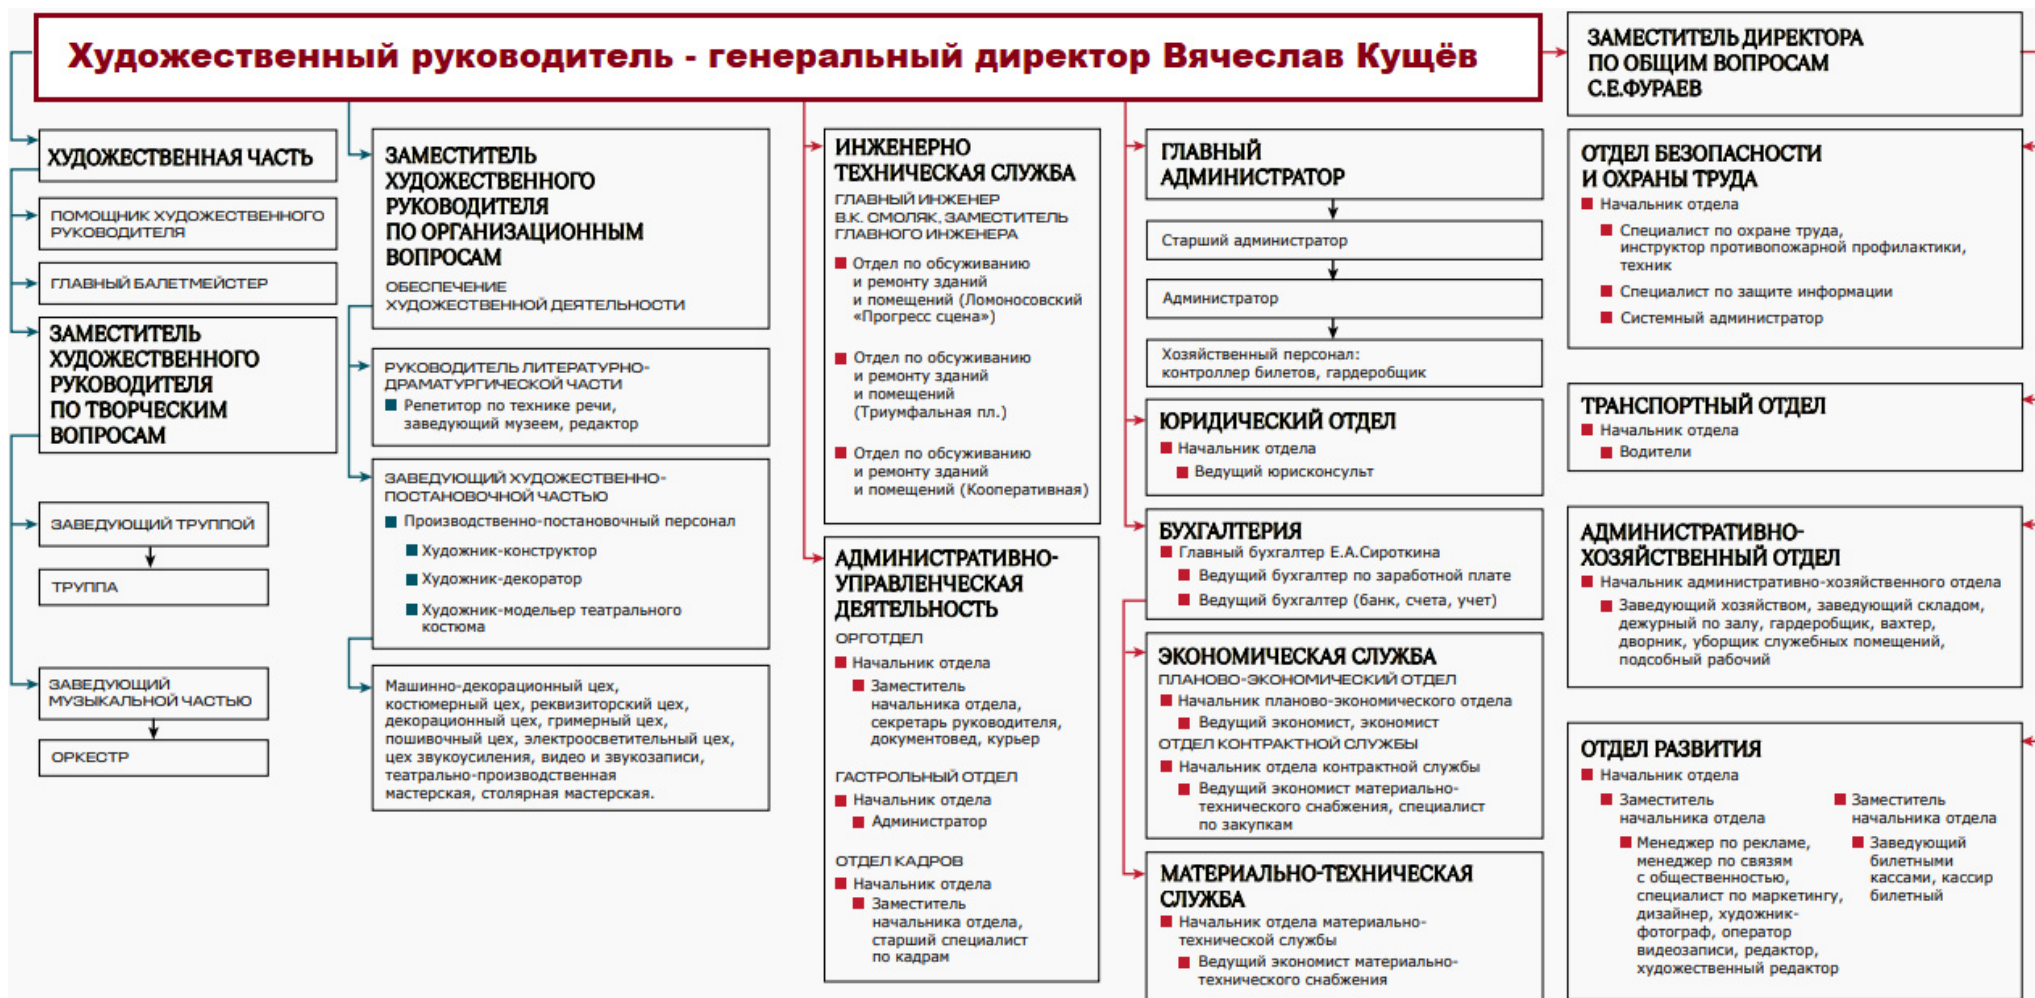 Художественный руководитель - генеральный директор Вячеслав Кущёв
ЗАМЕСТИТЕЛЬ ДИРЕКТОРА
ПО ОБЩИМ ВОПРОСАМ
С.Е.ФУРАЕВ
ХУДОЖЕСТВЕННАЯ ЧАСТЬ
ПОМОЩНИК ХУДОЖЕСТВЕННОГО
РУКОВОДИТЕЛЯ
ГЛАВНЫЙ БАЛЕТМЕЙСТЕР
ЗАМЕСТИТЕЛЬ
ХУДОЖЕСТВЕННОГО
РУКОВОДИТЕЛЯ
ПО ТВОРЧЕСКИМ
ВОПРОСАМ
ЗАВЕДУЮЩИЙ ТРУППОЙ
ТРУППА
ЗАВЕДУЮЩИЙ
МУЗЫКАЛЬНОЙ ЧАСТЬЮ
ОРКЕСТР
ЗАМЕСТИТЕЛЬ
ХУДОЖЕСТВЕННОГО
РУКОВОДИТЕЛЯ
ПО ОРГАНИЗАЦИОННЫМ
ВОПРОСАМ
ОБЕСПЕЧЕНИЕ
ХУДОЖЕСТВЕННОЙ ДЕЯТЕЛЬНОСТИ
РУКОВОДИТЕЛЬ ЛИТЕРАТУРНО-
ДРАМАТУРГИЧЕСКОЙ ЧАСТИ
Репетитор по технике речи,
заведующий музеем, редактор
ЗАВЕДУЮЩИЙ ХУДОЖЕСТВЕННО-
ПОСТАНОВОЧНОЙ ЧАСТЬЮ
Производственно-постановочный персонал
Художник-конструктор
Художник-декоратор
Художник-модельер театрального
костюма
Машинно-декорационный цех,
костюмерный цех, реквизиторский цех,
декорационный цех, гримерный цех,
пошивочный цех, электроосветительный цех,
цех звукоусиления, видео и звукозаписи,
театрально-производственная
мастерская, столярная мастерская.
ИНЖЕНЕРНО
ТЕХНИЧЕСКАЯ СЛУЖБА
ГЛАВНЫЙ ИНЖЕНЕР
В.К. СМОЛЯК, ЗАМЕСТИТЕЛЬ
ГЛАВНОГО ИНЖЕНЕРА
Отдел по обсуживанию
и ремонту зданий
и помещений (Ломоносовский
«Прогресс сцена»)
Отдел по обсуживанию
и ремонту зданий
и помещений
(Триумфальная пл.)
Отдел по обсуживанию
и ремонту зданий
и помещений (Кооперативная)
АДМИНИСТРАТИВНО-
УПРАВЛЕНЧЕСКАЯ
ДЕЯТЕЛЬНОСТЬ
ОРГОТДЕЛ
Начальник отдела
Заместитель
начальника отдела,
секретарь руководителя,
документовед, курьер
ГАСТРОЛЬНЫЙ ОТДЕЛ
Начальник отдела
Администратор
ОТДЕЛ КАДРОВ
Начальник отдела
Заместитель
начальника отдела,
старший специалист
по кадрам
ГЛАВНЫЙ
АДМИНИСТРАТОР
Старший администратор
Администратор
Хозяйственный персонал:
контроллер билетов, гардеробщик
ЮРИДИЧЕСКИЙ ОТДЕЛ
Начальник отдела
Ведущий юрисконсульт
БУХГАЛТЕРИЯ
Главный бухгалтер Е.А.Сироткина
Ведущий бухгалтер по заработной плате
Ведущий бухгалтер (банк, счета, учет)
ЭКОНОМИЧЕСКАЯ СЛУЖБА
ПЛАНОВО-ЭКОНОМИЧЕСКИЙ ОТДЕЛ
Начальник планово-экономического отдела
Ведущий экономист, экономист
ОТДЕЛ КОНТРАКТНОЙ СЛУЖБЫ
Начальник отдела контрактной службы
Ведущий экономист материально-
технического снабжения, специалист
по закупкам
МАТЕРИАЛЬНО-ТЕХНИЧЕСКАЯ
СЛУЖБА
Начальник отдела материально-
технической службы
Ведущий экономист материально-
технического снабжения
ОТДЕЛ БЕЗОПАСНОСТИ
И ОХРАНЫ ТРУДА
Начальник отдела
Специалист по охране труда,
инструктор противопожарной профилактики,
техник
Специалист по защите информации
Системный администратор
ТРАНСПОРТНЫЙ ОТДЕЛ
Начальник отдела
Водители
АДМИНИСТРАТИВНО-
ХОЗЯЙСТВЕННЫЙ ОТДЕЛ
Начальник административно-хозяйственного отдела
Заведующий хозяйством, заведующий складом,
дежурный по залу, гардеробщик, вахтер,
дворник, уборщик служебных помещений,
подсобный рабочий
ОТДЕЛ РАЗВИТИЯ
Начальник отдела
Заместитель
начальника отдела
Менеджер по рекламе,
менеджер по связям
с общественностью,
специалист по маркетингу,
дизайнер, художник-
фотограф, оператор
видеозаписи, редактор,
художественный редактор
Заместитель
начальника отдела
Заведующий
билетными
кассами, кассир
билетный